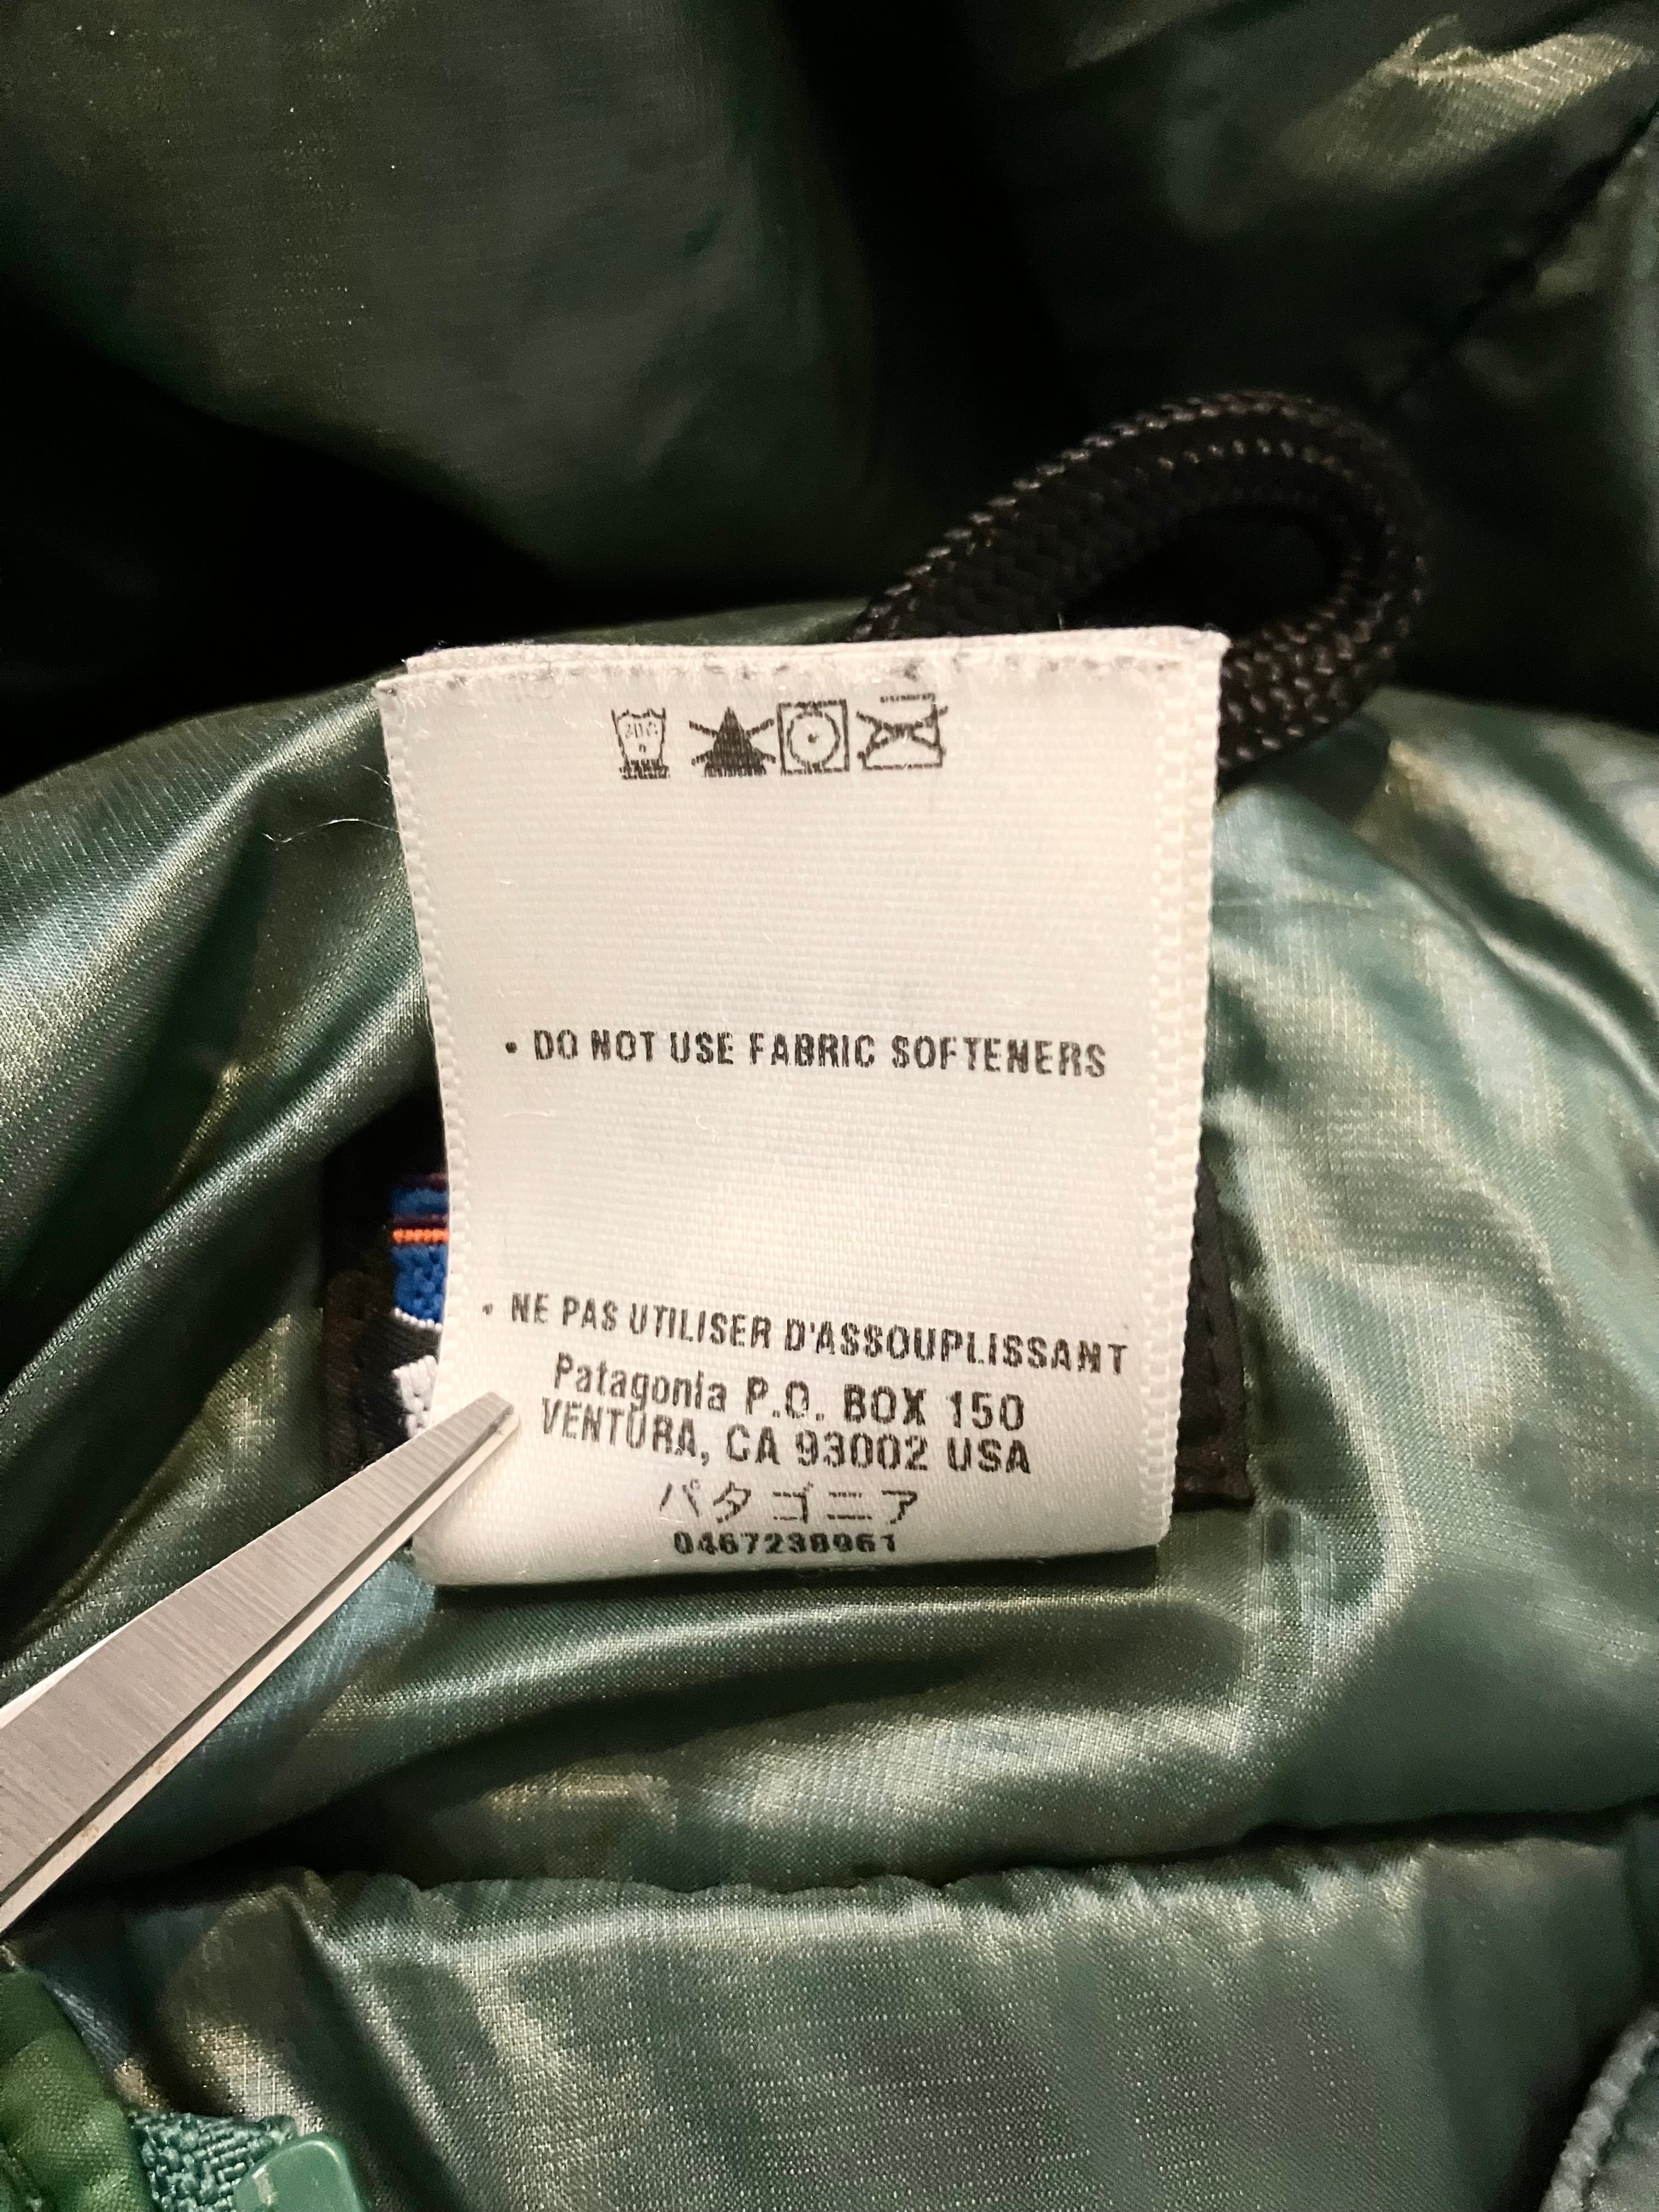 • DO NOT USE FABRIC SOFTENERS
• NE PAS UTILISER D'ASSOUPLISSANT
Patagonia P.O. BOX 150
VENTURA, CA 93002 USA
パタゴニア
0467238961